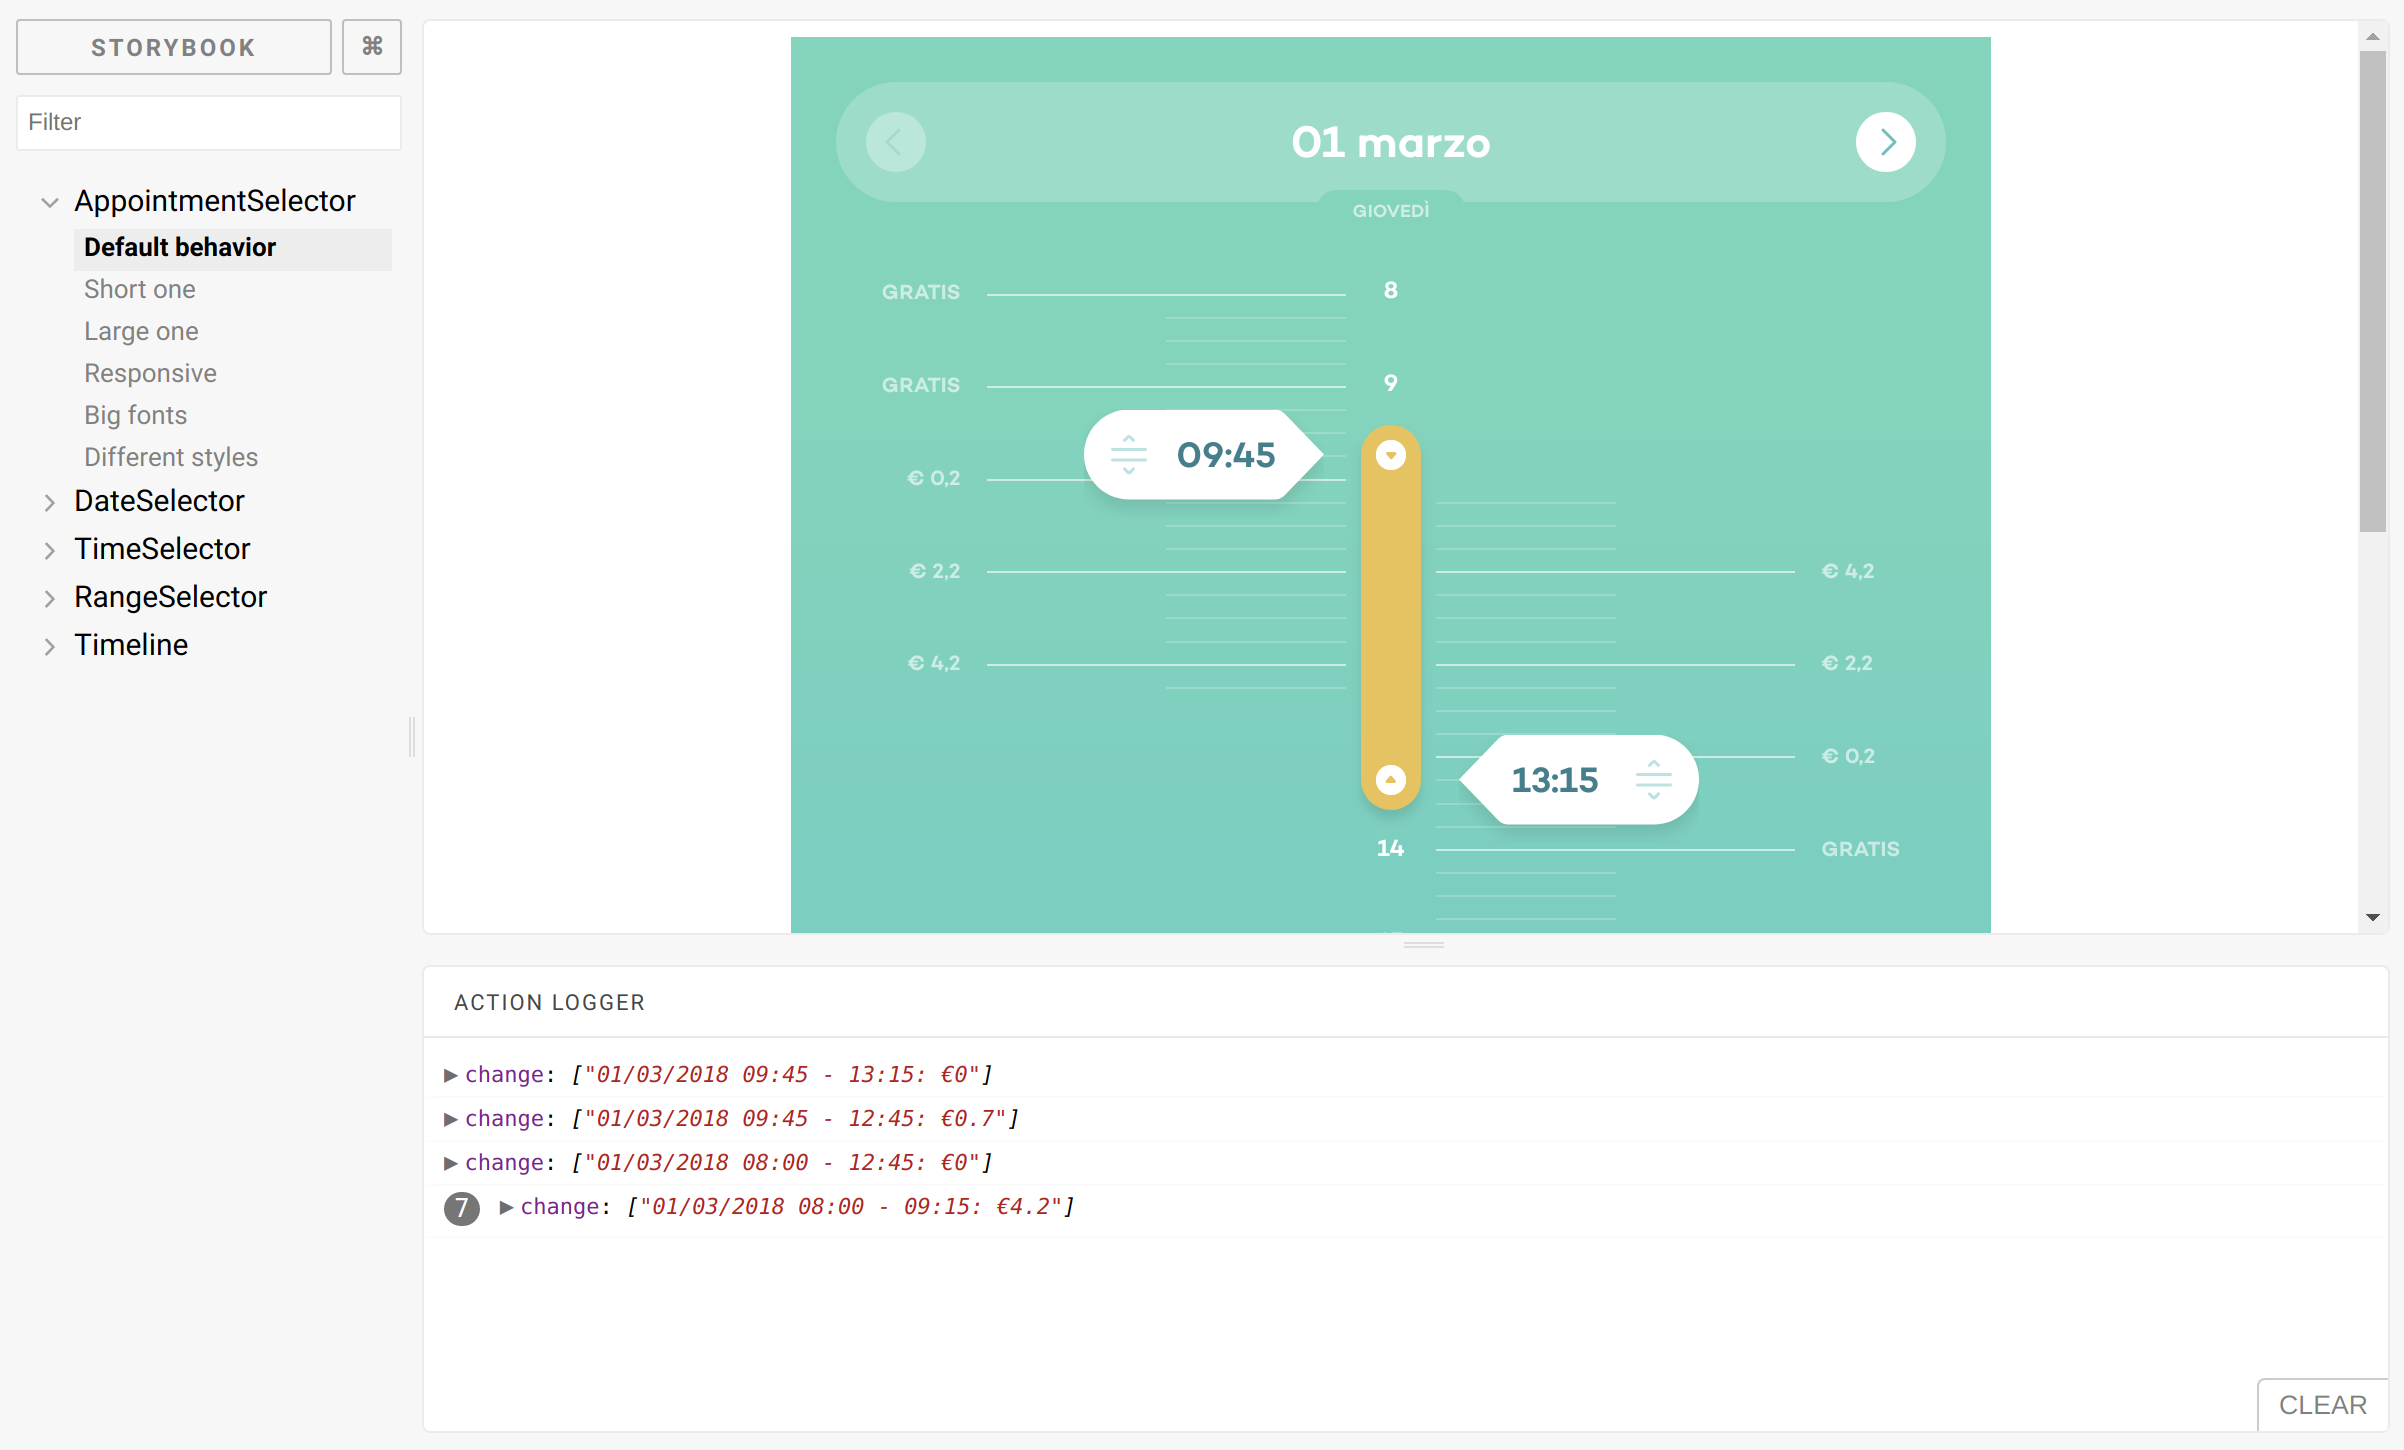 STORYBOOK ⌘
Filter
AppointmentSelector
Default behavior
Short one
Large one
Responsive
Big fonts
Different styles
DateSelector
TimeSelector
RangeSelector
Timeline
01 marzo
GIOVEDÌ
GRATIS 8
GRATIS 9
09:45
€ 0,2
€ 2,2 € 4,2
€ 4,2 € 2,2
€ 0,2
13:15
14 GRATIS
ACTION LOGGER
▶ change: ["01/03/2018 09:45 - 13:15: €0"]
▶ change: ["01/03/2018 09:45 - 12:45: €0.7"]
▶ change: ["01/03/2018 08:00 - 12:45: €0"]
7 ▶ change: ["01/03/2018 08:00 - 09:15: €4.2"]
CLEAR